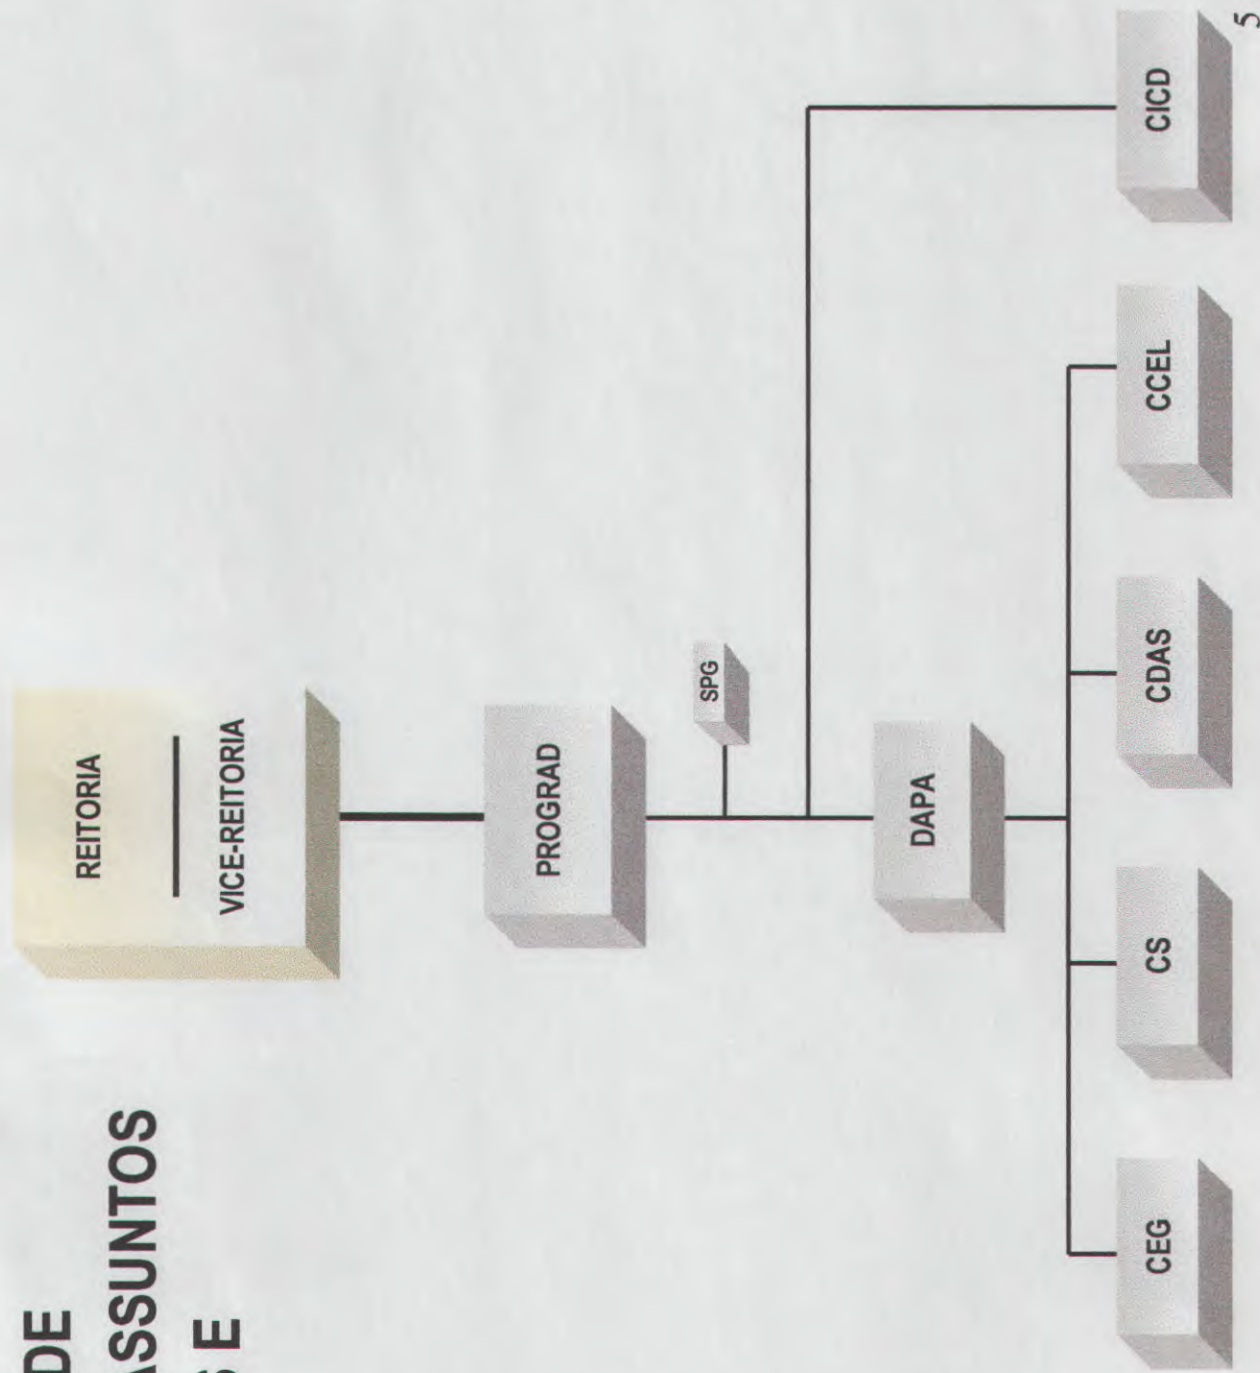 DE
ASSUNTOS
S E
REITORIA
VICE-REITORIA
PROGRAD
SPG
DAPA
CEG
CS
CDAS
CCEL
CICD
5